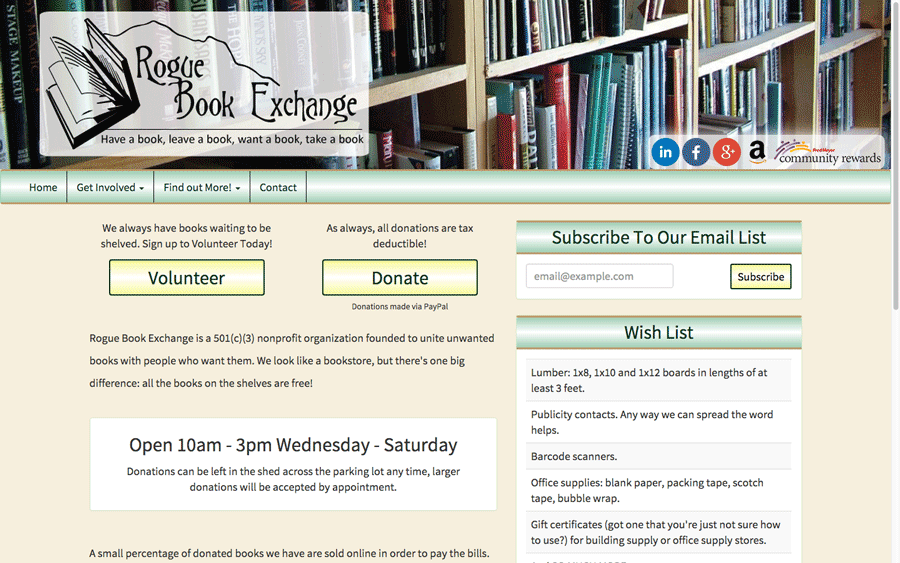 Rogue
Book Exchange
Have a book, leave a book, want a book, take a book
in f g+ a
FredMeyer
community rewards
Home Get Involved Find out More! Contact
We always have books waiting to be
shelved. Sign up to Volunteer Today!
Volunteer
As always, all donations are tax
deductible!
Donate
Donations made via PayPal
Rogue Book Exchange is a 501(c)(3) nonprofit organization founded to unite unwanted
books with people who want them. We look like a bookstore, but there's one big
difference: all the books on the shelves are free!
Open 10am - 3pm Wednesday - Saturday
Donations can be left in the shed across the parking lot any time, larger
donations will be accepted by appointment.
A small percentage of donated books we have are sold online in order to pay the bills.
Subscribe To Our Email List
email@example.com
Subscribe
Wish List
Lumber: 1x8, 1x10 and 1x12 boards in lengths of at
least 3 feet.
Publicity contacts. Any way we can spread the word
helps.
Barcode scanners.
Office supplies: blank paper, packing tape, scotch
tape, bubble wrap.
Gift certificates (got one that you're just not sure how
to use?) for building supply or office supply stores.